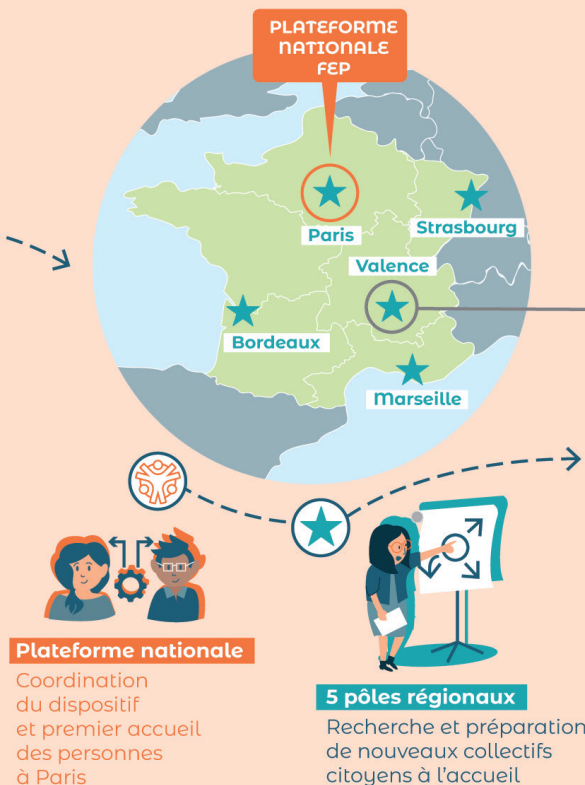 PLATEFORME
NATIONALE
FEP
Paris
Strasbourg
Valence
Bordeaux
Marseille
Plateforme nationale
Coordination
du dispositif
et premier accueil
des personnes
à Paris
5 pôles régionaux
Recherche et préparation
de nouveaux collectifs
citoyens à l'accueil